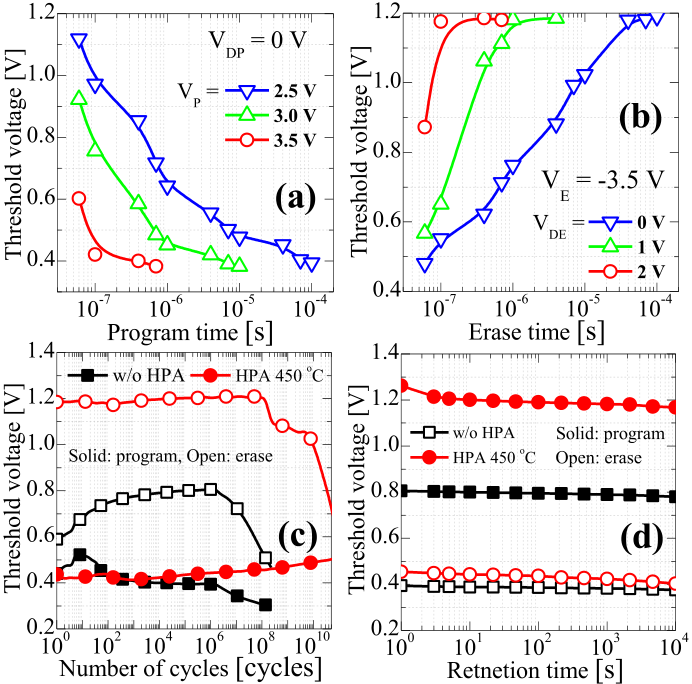 1.2
1.0
0.8
0.6
0.4
Threshold voltage [V]
V_DP = 0 V
V_P =
2.5 V
3.0 V
3.5 V
(a)
10^-7 10^-6 10^-5 10^-4
Program time [s]
1.2
1.0
0.8
0.6
0.4
Threshold voltage [V]
(b)
V_E = -3.5 V
V_DE =
0 V
1 V
2 V
10^-7 10^-6 10^-5 10^-4
Erase time [s]
1.4
1.2
1.0
0.8
0.6
0.4
0.2
Threshold voltage [V]
w/o HPA HPA 450 °C
Solid: program, Open: erase
(c)
10^0 10^2 10^4 10^6 10^8 10^10
Number of cycles [cycles]
1.4
1.2
1.0
0.8
0.6
0.4
0.2
Threshold voltage [V]
w/o HPA Solid: program
HPA 450 °C Open: erase
(d)
10^0 10^1 10^2 10^3 10^4
Retnetion time [s]